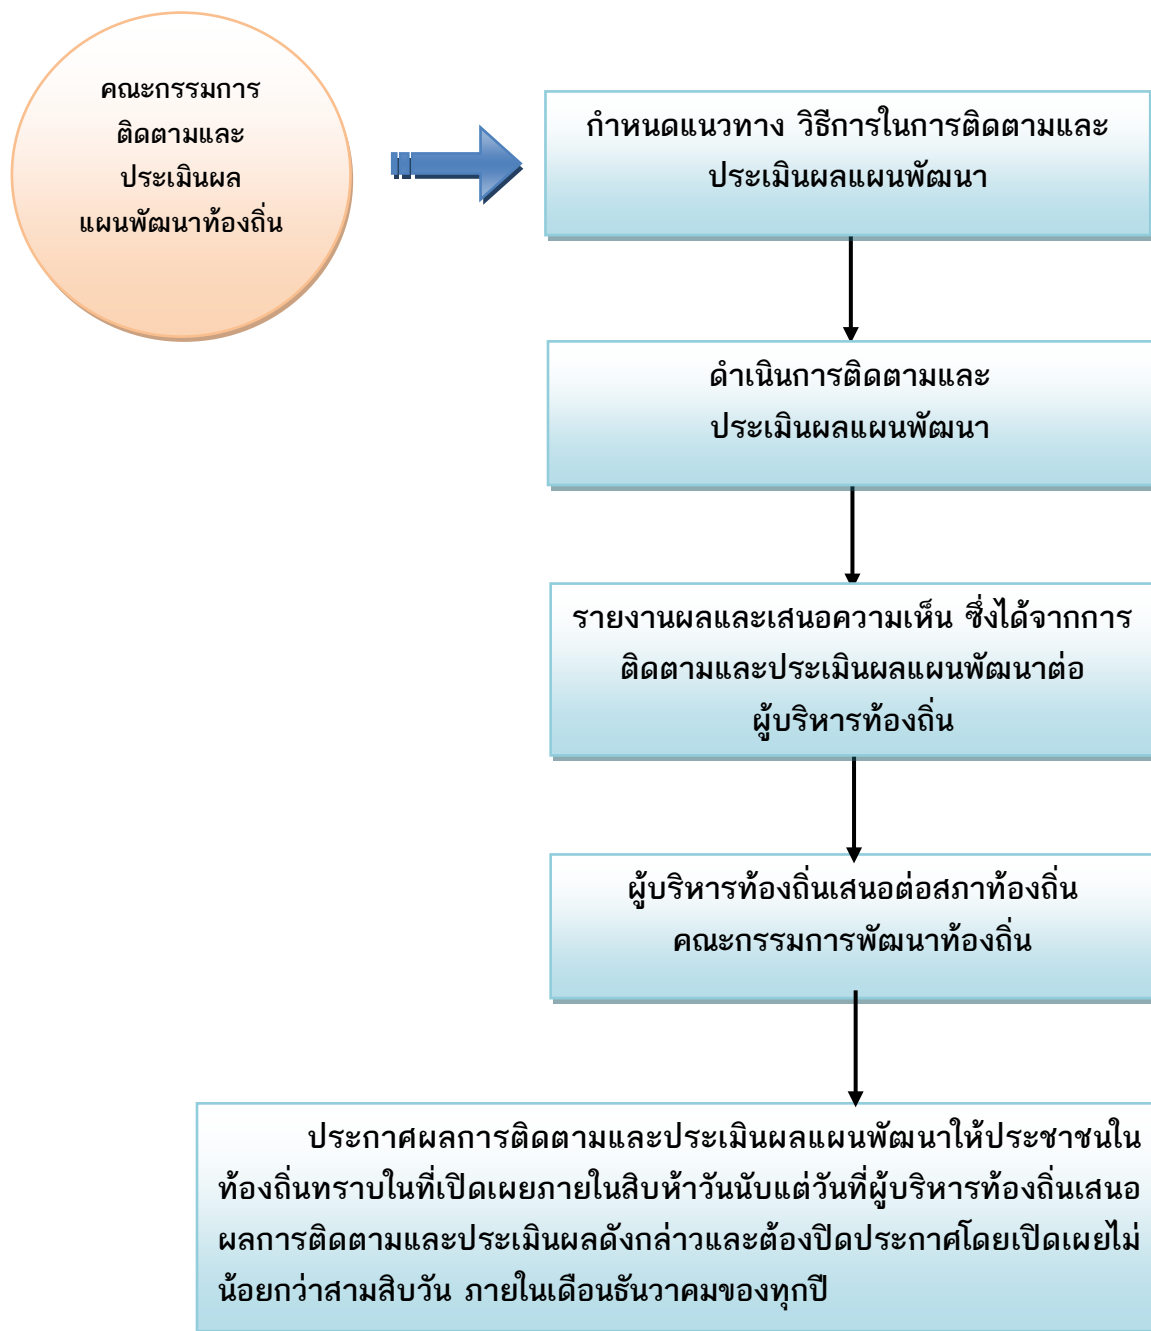 คณะกรรมการ
ติดตามและ
ประเมินผล
แผนพัฒนาท้องถิ่น
กำหนดแนวทาง วิธีการในการติดตามและ
ประเมินผลแผนพัฒนา
ดำเนินการติดตามและ
ประเมินผลแผนพัฒนา
รายงานผลและเสนอความเห็น ซึ่งได้จากการ
ติดตามและประเมินผลแผนพัฒนาต่อ
ผู้บริหารท้องถิ่น
ผู้บริหารท้องถิ่นเสนอต่อสภาท้องถิ่น
คณะกรรมการพัฒนาท้องถิ่น
ประกาศผลการติดตามและประเมินผลแผนพัฒนาให้ประชาชนใน
ท้องถิ่นทราบในที่เปิดเผยภายในสิบห้าวันนับแต่วันที่ผู้บริหารท้องถิ่นเสนอ
ผลการติดตามและประเมินผลดังกล่าวและต้องปิดประกาศโดยเปิดเผยไม่
น้อยกว่าสามสิบวัน ภายในเดือนธันวาคมของทุกปี